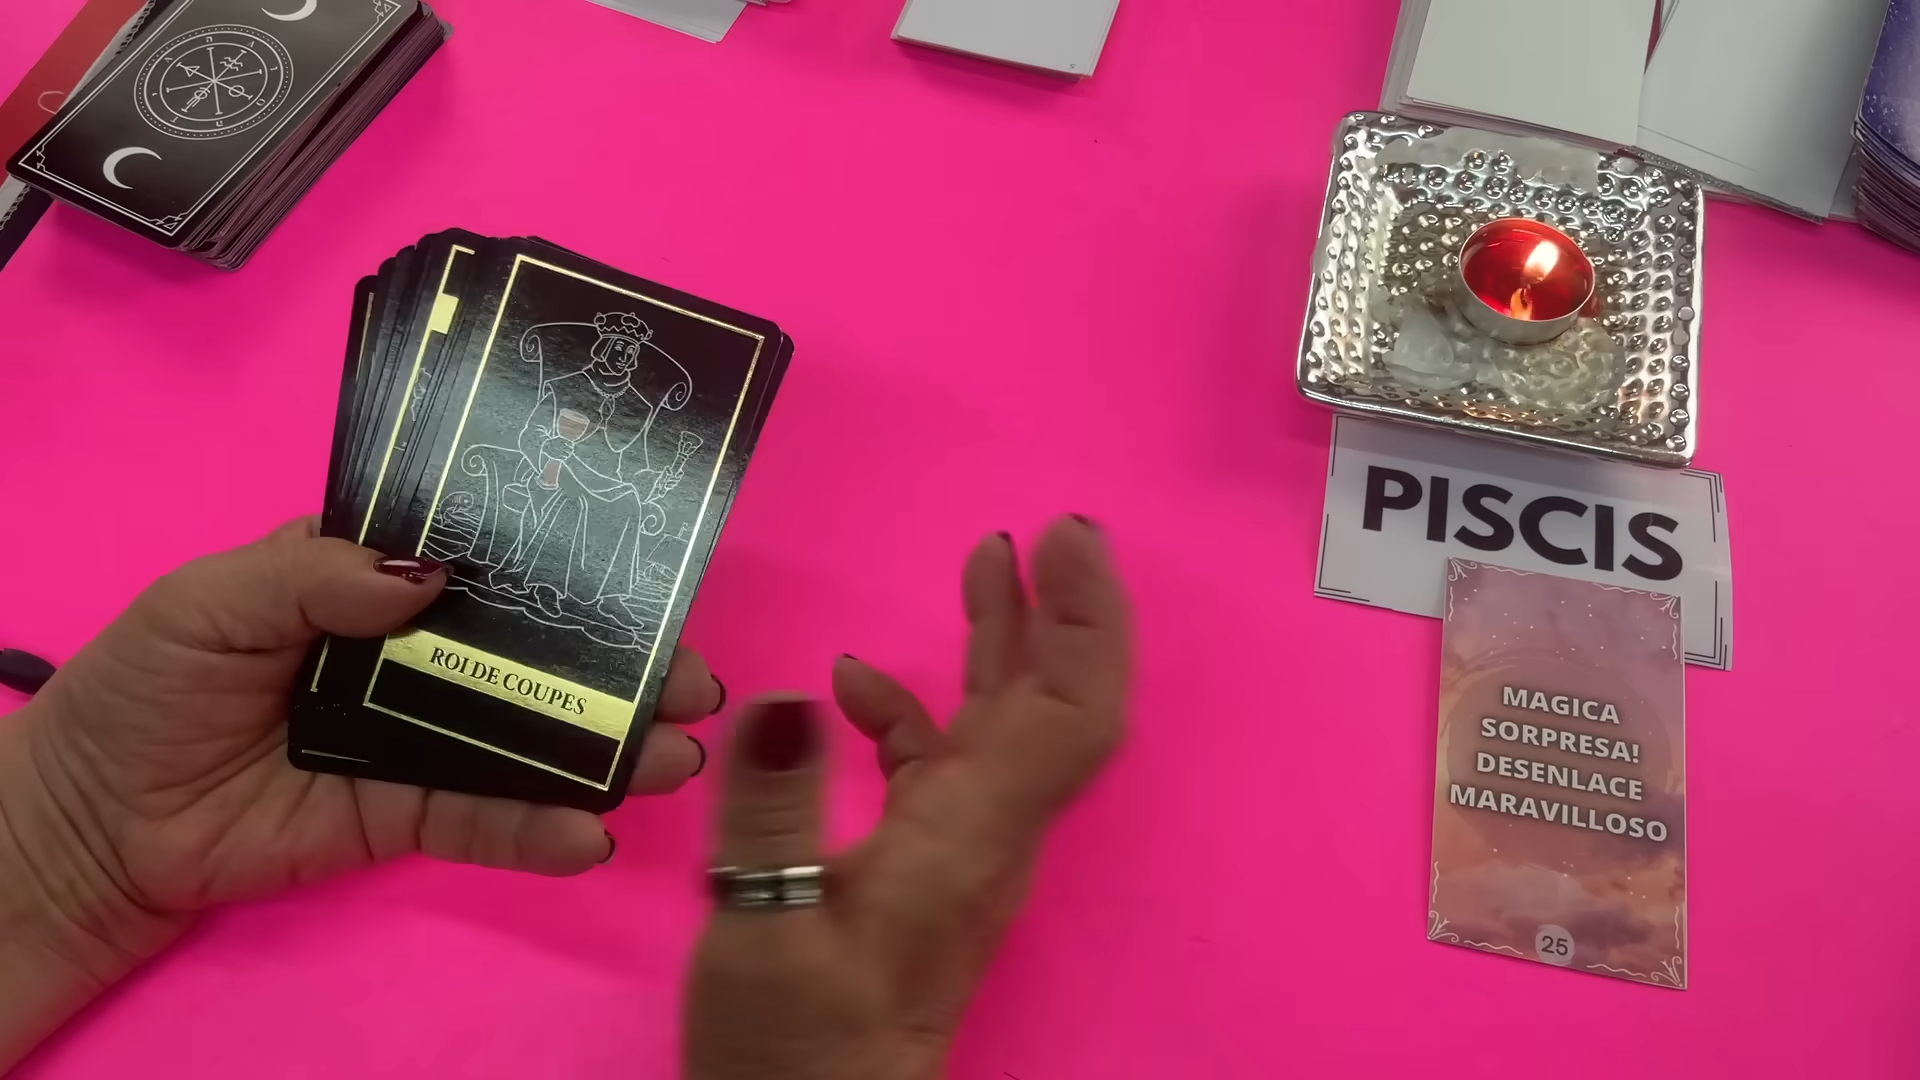 ROI DE COUPES
PISCIS
MAGICA
SORPRESA!
DESENLACE
MARAVILLOSO
25